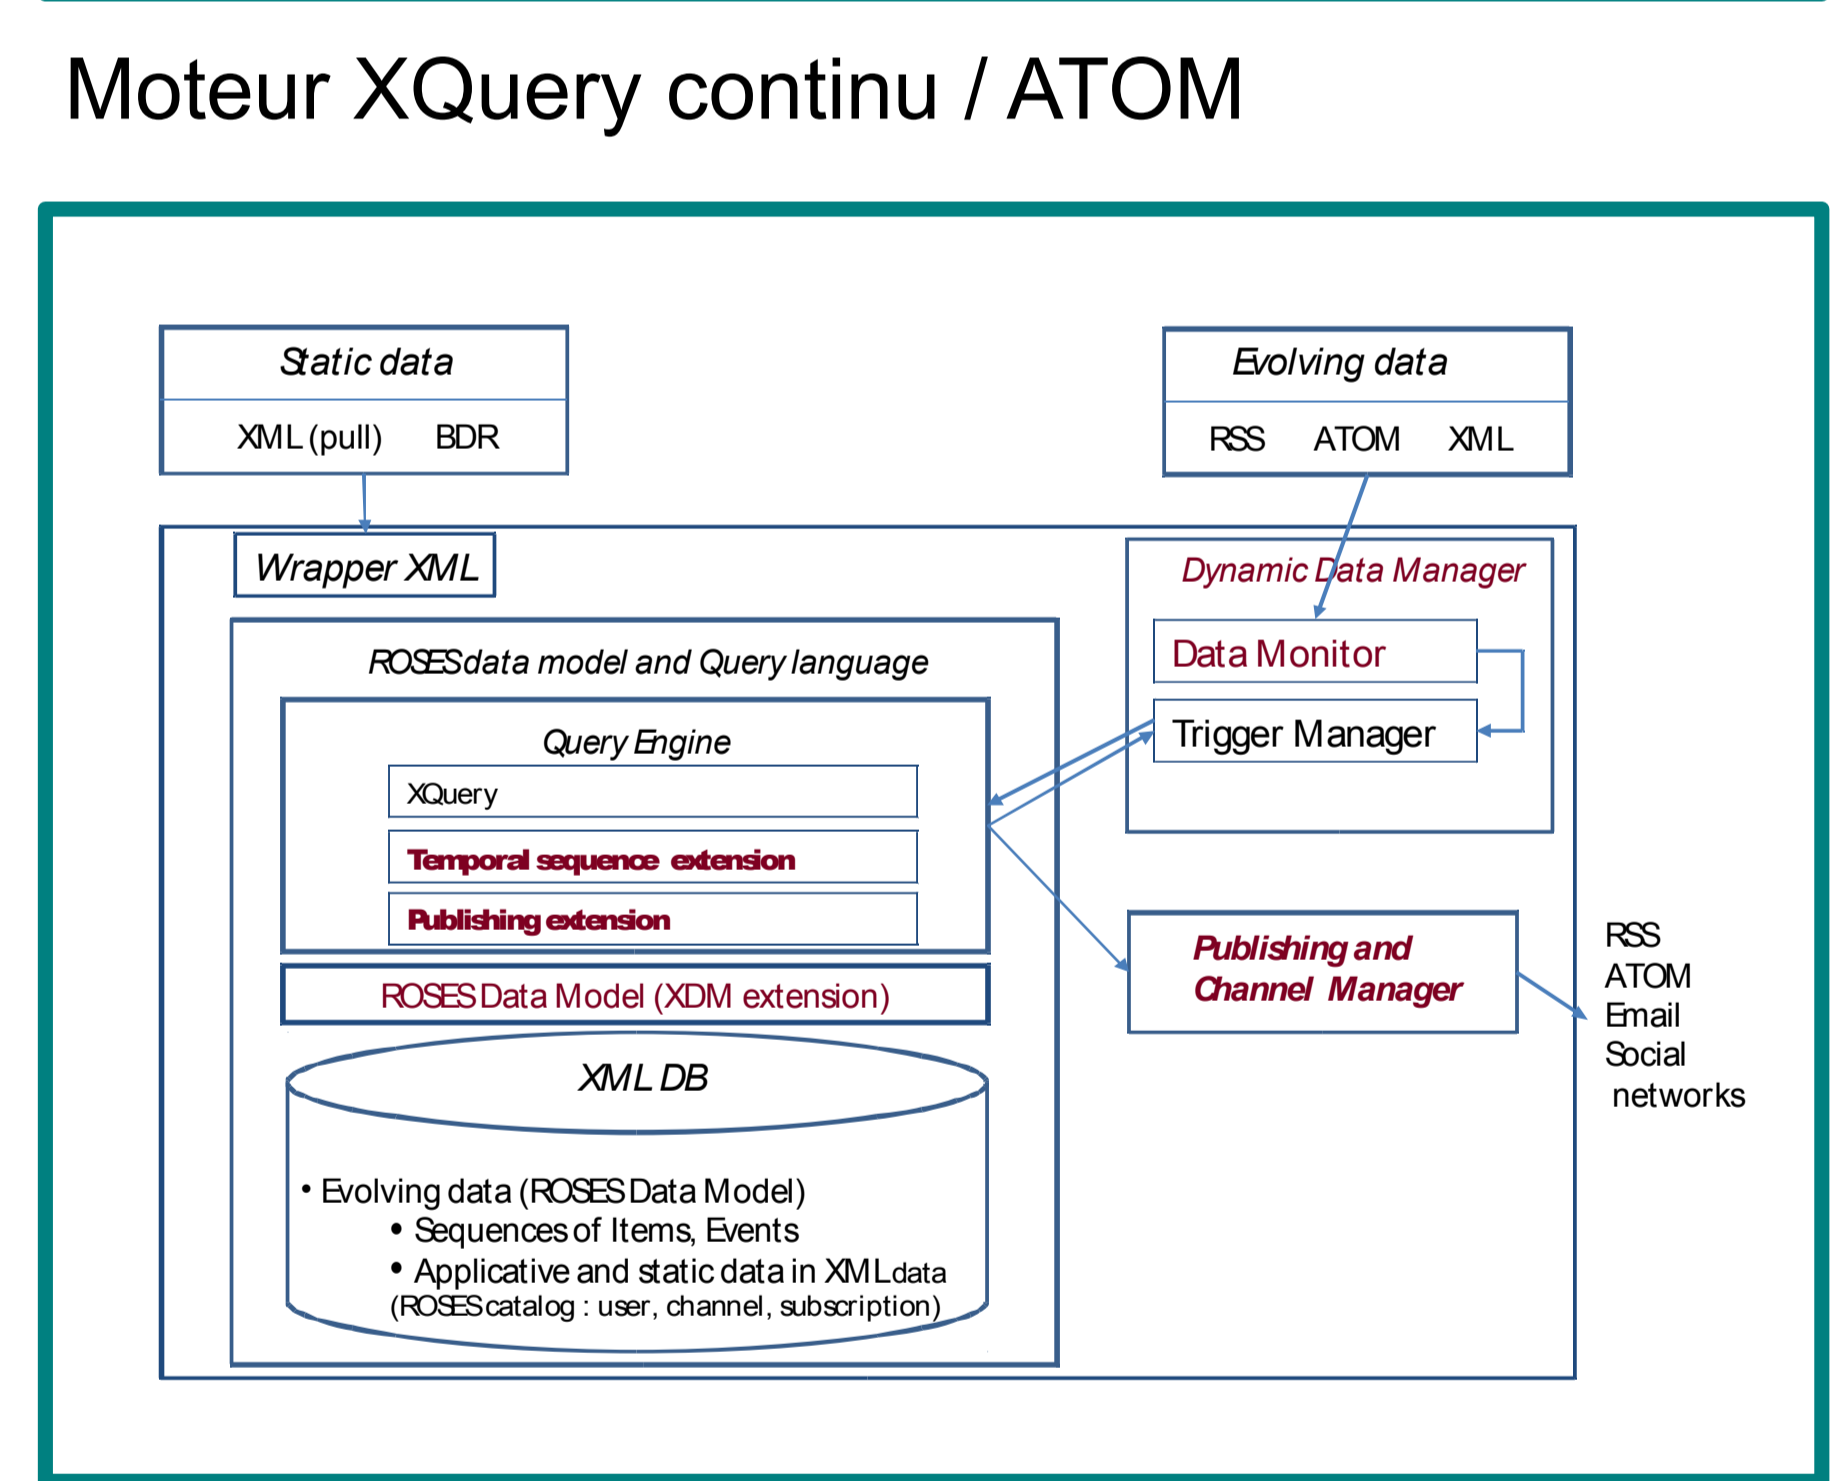 Moteur XQuery continu / ATOM
Static data
XML (pull) BDR
Evolving data
RSS ATOM XML
Wrapper XML
Dynamic Data Manager
Data Monitor
Trigger Manager
ROSES data model and Query language
Query Engine
XQuery
Temporal sequence extension
Publishing extension
ROSES Data Model (XDM extension)
Publishing and
Channel Manager
RSS
ATOM
Email
Social
networks
XML DB
• Evolving data (ROSES Data Model)
• Sequences of Items, Events
• Applicative and static data in XML data
(ROSES catalog : user, channel, subscription)